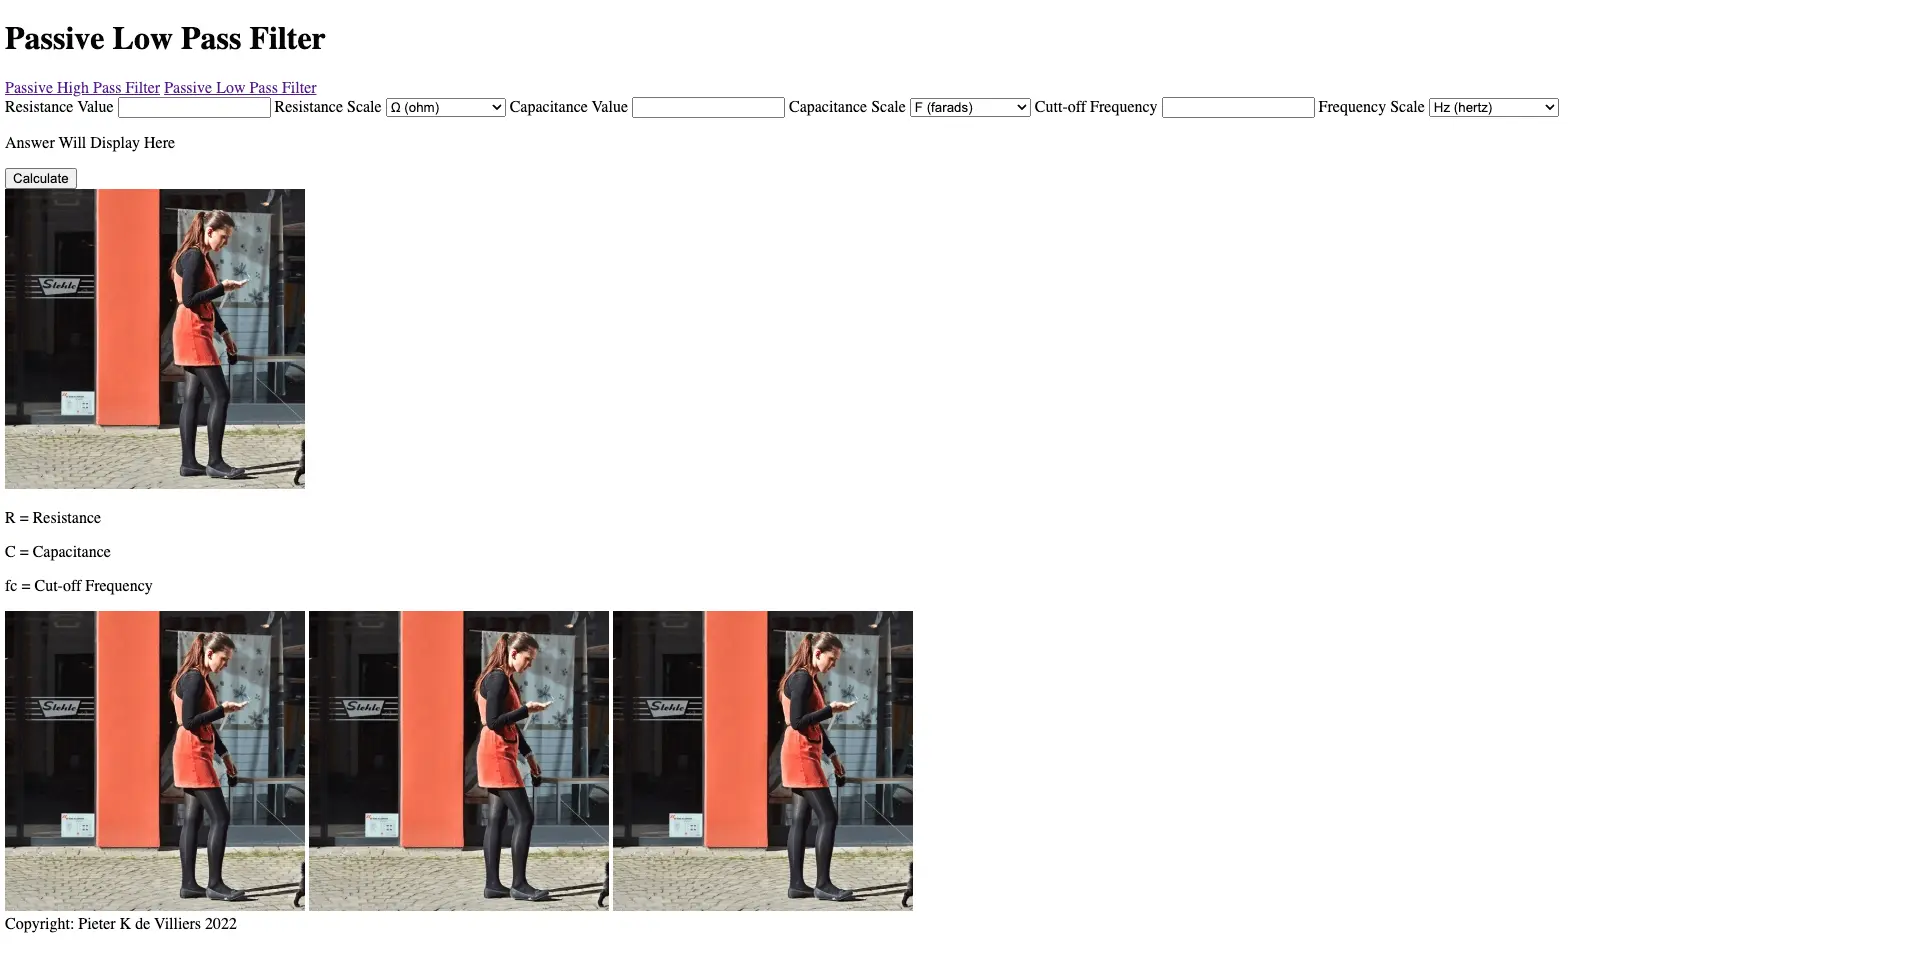 Passive Low Pass Filter
Passive High Pass Filter Passive Low Pass Filter
Resistance Value Resistance Scale Ω (ohm) Capacitance Value Capacitance Scale F (farads) Cutt-off Frequency Frequency Scale Hz (hertz)
Answer Will Display Here
Calculate
Stehle
R = Resistance
C = Capacitance
fc = Cut-off Frequency
Stehle Stehle Stehle
Copyright: Pieter K de Villiers 2022